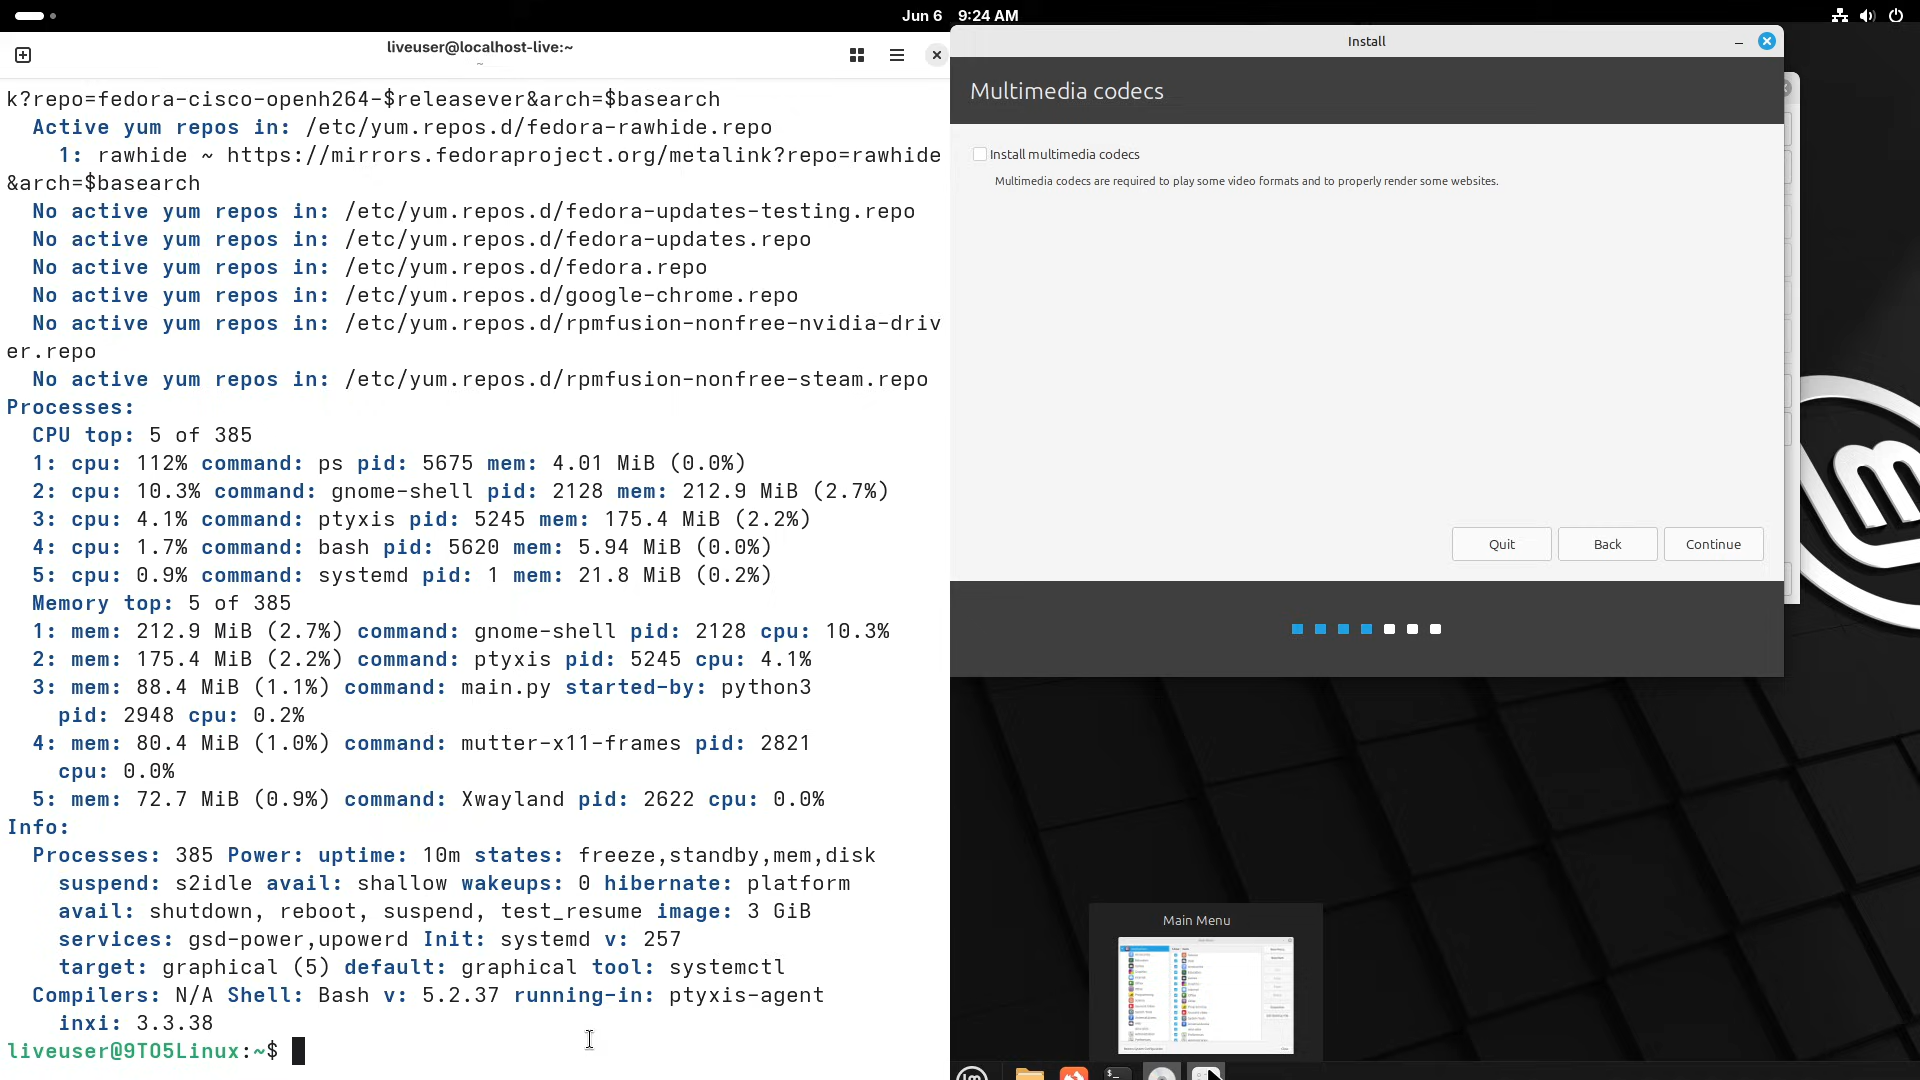 Jun 6 9:24 AM
liveuser@localhost-live:~
~
k?repo=fedora-cisco-openh264-$releasever&arch=$basearch
Active yum repos in: /etc/yum.repos.d/fedora-rawhide.repo
1: rawhide ~ https://mirrors.fedoraproject.org/metalink?repo=rawhide
&arch=$basearch
No active yum repos in: /etc/yum.repos.d/fedora-updates-testing.repo
No active yum repos in: /etc/yum.repos.d/fedora-updates.repo
No active yum repos in: /etc/yum.repos.d/fedora.repo
No active yum repos in: /etc/yum.repos.d/google-chrome.repo
No active yum repos in: /etc/yum.repos.d/rpmfusion-nonfree-nvidia-driv
er.repo
No active yum repos in: /etc/yum.repos.d/rpmfusion-nonfree-steam.repo
Processes:
CPU top: 5 of 385
1: cpu: 112% command: ps pid: 5675 mem: 4.01 MiB (0.0%)
2: cpu: 10.3% command: gnome-shell pid: 2128 mem: 212.9 MiB (2.7%)
3: cpu: 4.1% command: ptyxis pid: 5245 mem: 175.4 MiB (2.2%)
4: cpu: 1.7% command: bash pid: 5620 mem: 5.94 MiB (0.0%)
5: cpu: 0.9% command: systemd pid: 1 mem: 21.8 MiB (0.2%)
Memory top: 5 of 385
1: mem: 212.9 MiB (2.7%) command: gnome-shell pid: 2128 cpu: 10.3%
2: mem: 175.4 MiB (2.2%) command: ptyxis pid: 5245 cpu: 4.1%
3: mem: 88.4 MiB (1.1%) command: main.py started-by: python3
pid: 2948 cpu: 0.2%
4: mem: 80.4 MiB (1.0%) command: mutter-x11-frames pid: 2821
cpu: 0.0%
5: mem: 72.7 MiB (0.9%) command: Xwayland pid: 2622 cpu: 0.0%
Info:
Processes: 385 Power: uptime: 10m states: freeze,standby,mem,disk
suspend: s2idle avail: shallow wakeups: 0 hibernate: platform
avail: shutdown, reboot, suspend, test_resume image: 3 GiB
services: gsd-power,upowerd Init: systemd v: 257
target: graphical (5) default: graphical tool: systemctl
Compilers: N/A Shell: Bash v: 5.2.37 running-in: ptyxis-agent
inxi: 3.3.38
liveuser@9TO5Linux:~$
Install
Multimedia codecs
Install multimedia codecs
Multimedia codecs are required to play some video formats and to properly render some websites.
Quit
Back
Continue
Main Menu